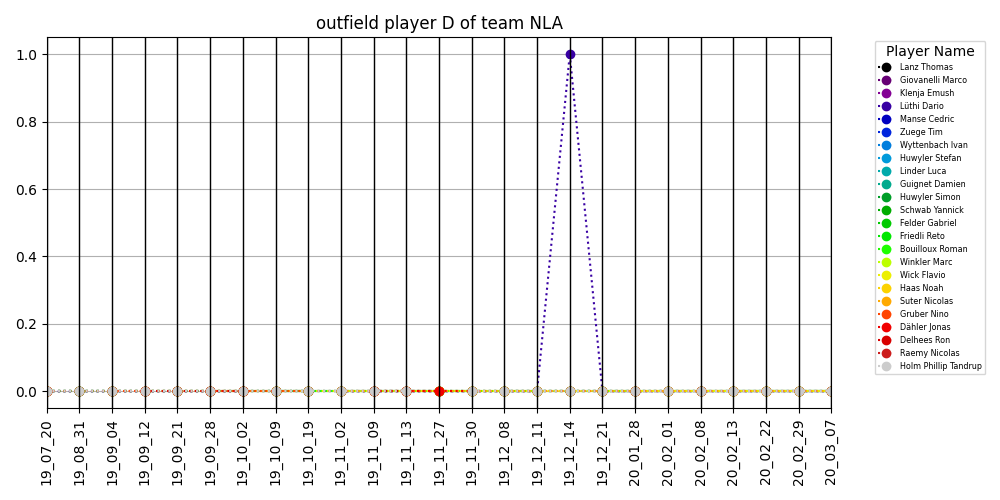 outfield player D of team NLA
1.0
0.8
0.6
0.4
0.2
0.0
19_07_20
19_08_31
19_09_04
19_09_12
19_09_21
19_09_28
19_10_02
19_10_09
19_10_19
19_11_02
19_11_09
19_11_13
19_11_27
19_11_30
19_12_08
19_12_11
19_12_14
19_12_21
20_01_28
20_02_01
20_02_08
20_02_13
20_02_22
20_02_29
20_03_07
Player Name
Lanz Thomas
Giovanelli Marco
Klenja Emush
Lüthi Dario
Manse Cedric
Zuege Tim
Wyttenbach Ivan
Huwyler Stefan
Linder Luca
Guignet Damien
Huwyler Simon
Schwab Yannick
Felder Gabriel
Friedli Reto
Bouilloux Roman
Winkler Marc
Wick Flavio
Haas Noah
Suter Nicolas
Gruber Nino
Dähler Jonas
Delhees Ron
Raemy Nicolas
Holm Phillip Tandrup